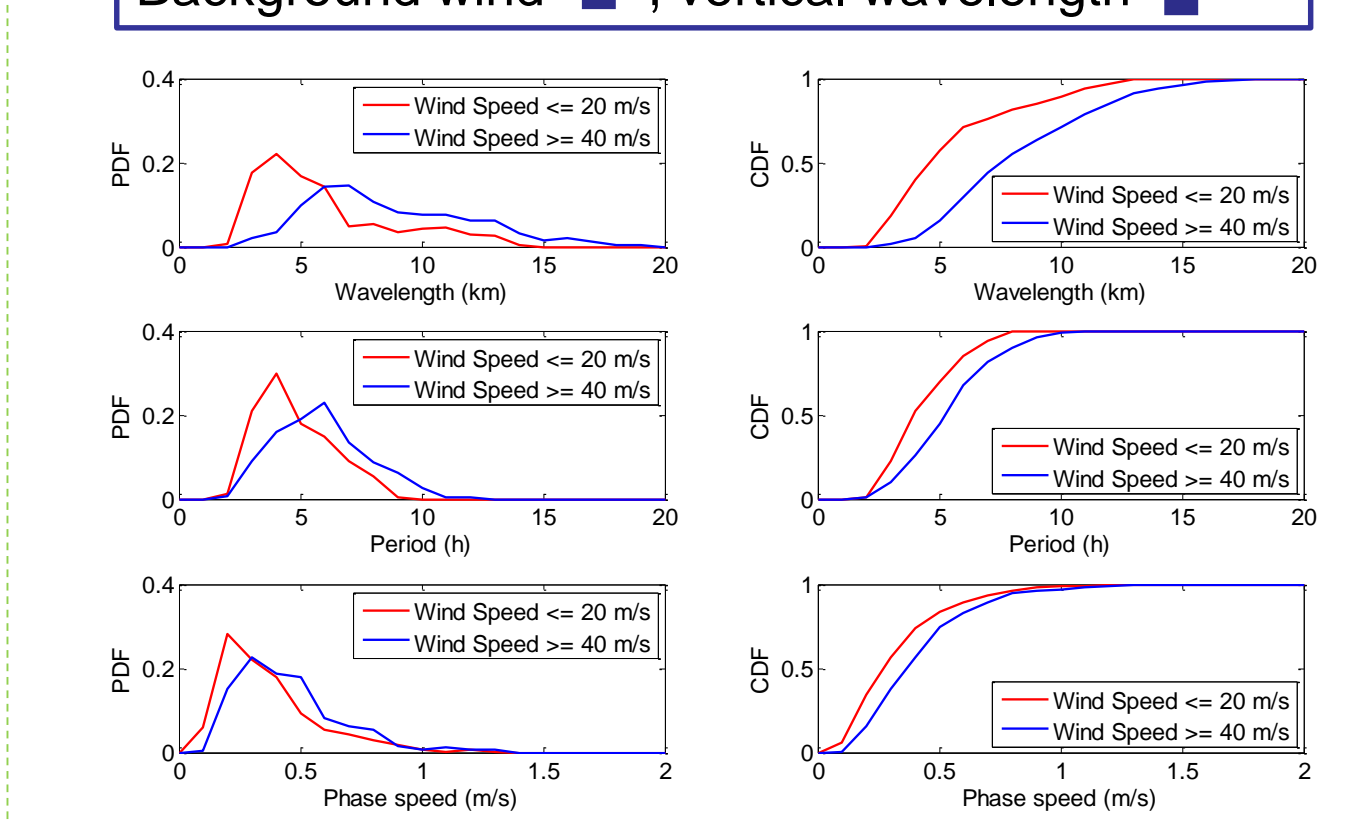 Background wind , vertical wavelength
0.4
0.2
0
PDF
Wind Speed <= 20 m/s
Wind Speed >= 40 m/s
0 5 10 15 20
Wavelength (km)
1
0.5
0
CDF
Wind Speed <= 20 m/s
Wind Speed >= 40 m/s
0 5 10 15 20
Wavelength (km)
0.4
0.2
0
PDF
Wind Speed <= 20 m/s
Wind Speed >= 40 m/s
0 5 10 15 20
Period (h)
1
0.5
0
CDF
Wind Speed <= 20 m/s
Wind Speed >= 40 m/s
0 5 10 15 20
Period (h)
0.4
0.2
0
PDF
Wind Speed <= 20 m/s
Wind Speed >= 40 m/s
0 0.5 1 1.5 2
Phase speed (m/s)
1
0.5
0
CDF
Wind Speed <= 20 m/s
Wind Speed >= 40 m/s
0 0.5 1 1.5 2
Phase speed (m/s)